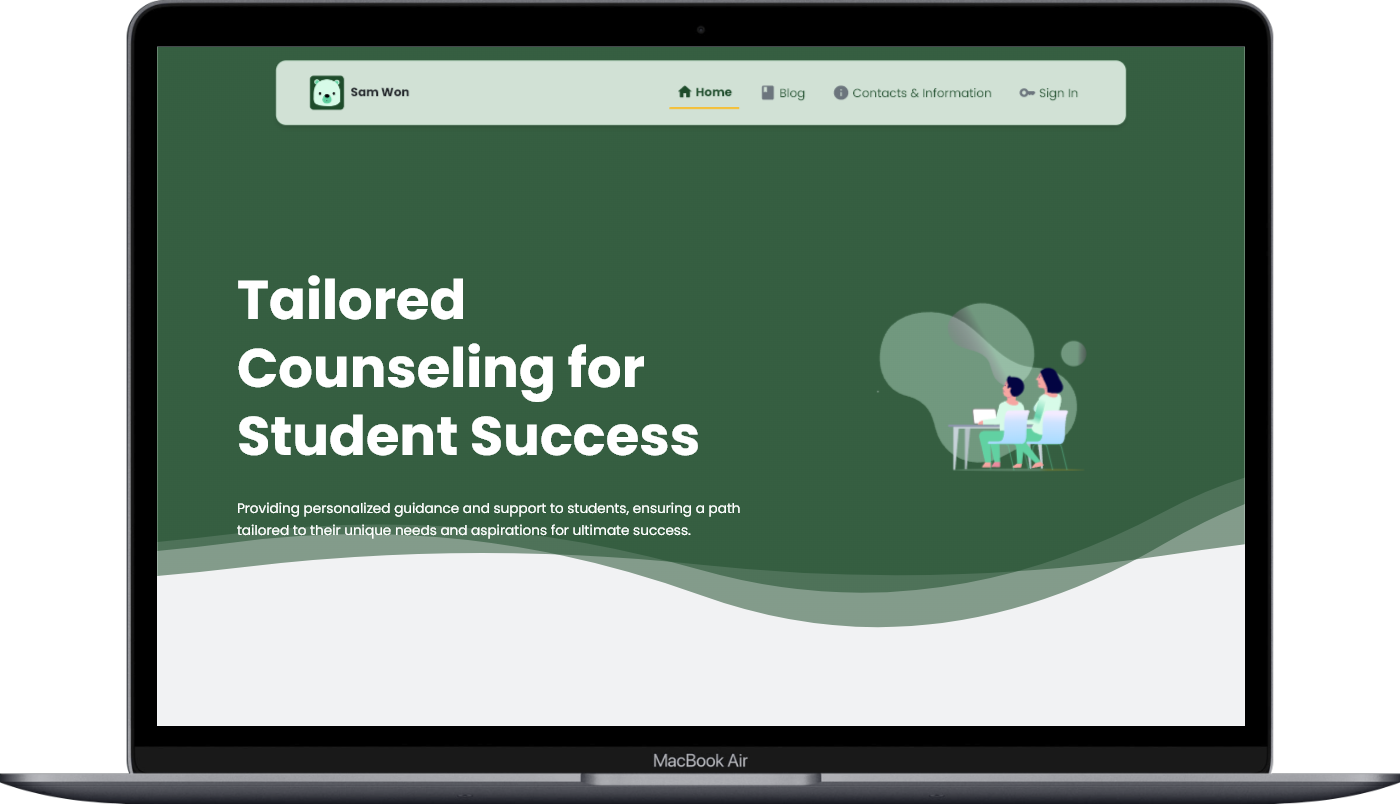 Sam Won
Home
Blog
Contacts & Information
Sign In
Tailored
Counseling for
Student Success
Providing personalized guidance and support to students, ensuring a path
tailored to their unique needs and aspirations for ultimate success.
MacBook Air